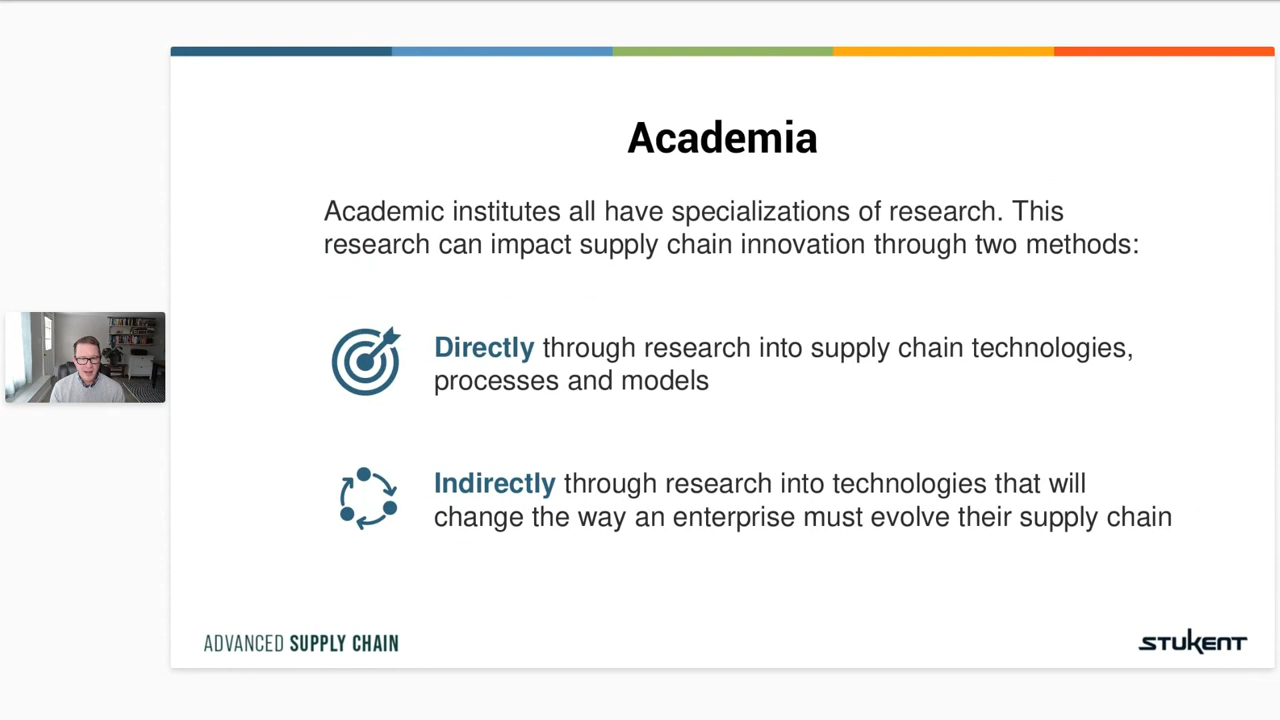 Academia
Academic institutes all have specializations of research. This
research can impact supply chain innovation through two methods:
Directly through research into supply chain technologies,
processes and models
Indirectly through research into technologies that will
change the way an enterprise must evolve their supply chain
ADVANCED SUPPLY CHAIN
STUKENT